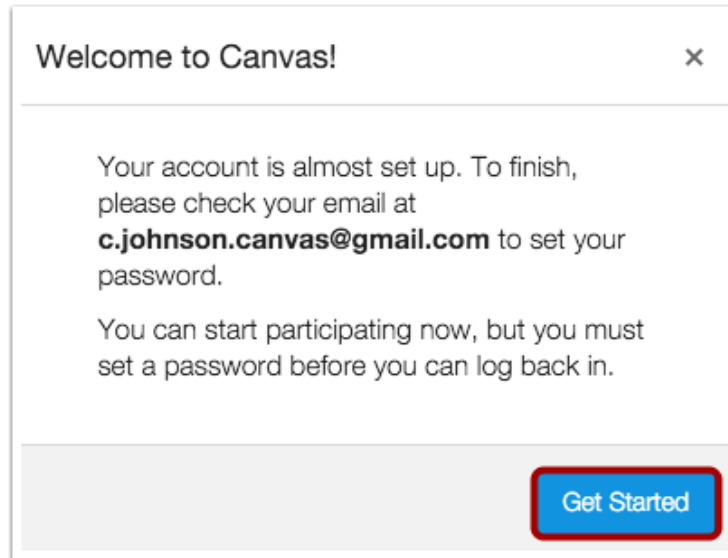 Welcome to Canvas!
×
Your account is almost set up. To finish,
please check your email at
c.johnson.canvas@gmail.com to set your
password.
You can start participating now, but you must
set a password before you can log back in.
Get Started